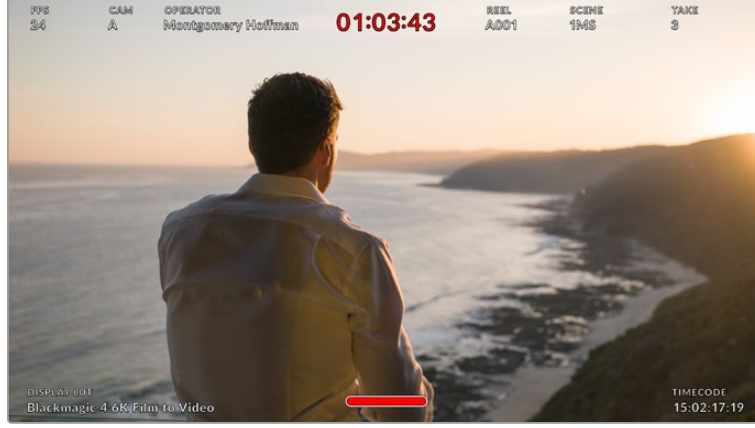 FPS CAM OPERATOR 01:03:43 REEL SCENE TAKE
24 A Montgomery Hoffman A001 1MS 3
DISPLAY LUT TIMECODE
Blackmagic 4.6K Film to Video 15:02:17:19